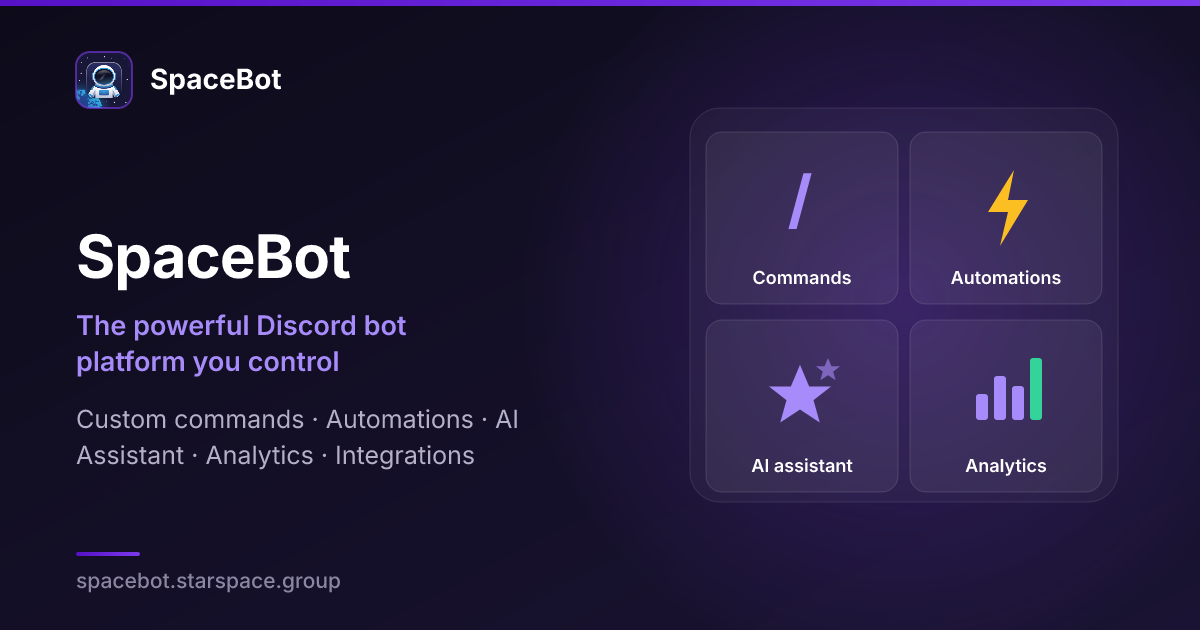 SpaceBot
SpaceBot
The powerful Discord bot
platform you control
Custom commands · Automations · AI
Assistant · Analytics · Integrations
spacebot.starspace.group
/
Commands
Automations
AI assistant
Analytics